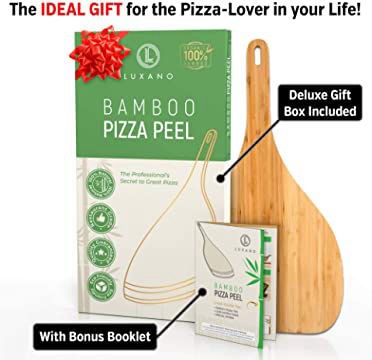 The IDEAL GIFT for the Pizza-Lover in your Life!
L
LUXANO
100%
BAMBOO
PIZZA PEEL
The Professional's
Secret to Great Pizza
Deluxe Gift
Box Included
L
LUXANO
BAMBOO
PIZZA PEEL
With Bonus Booklet